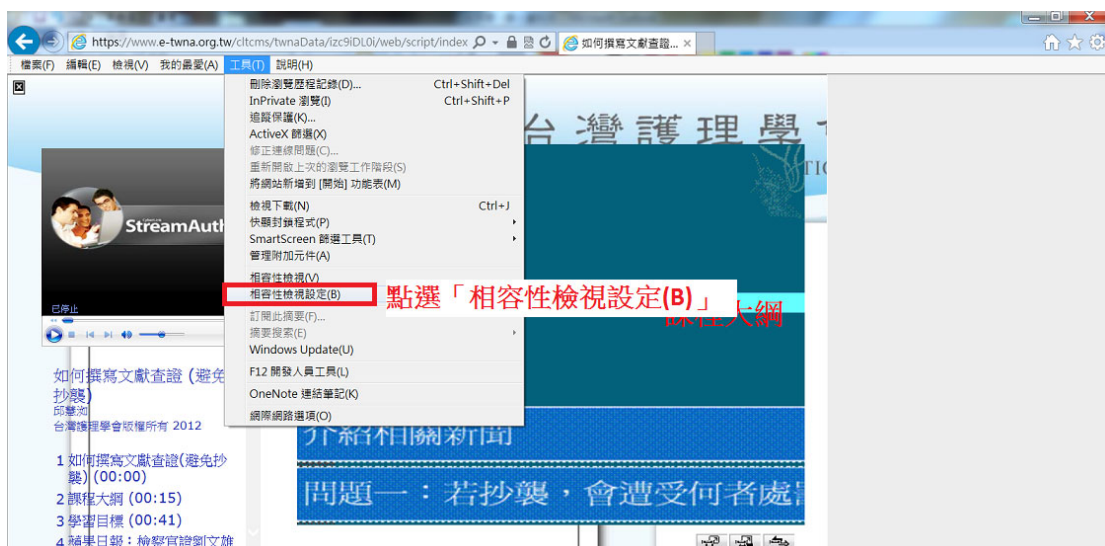 https://www.e-twna.org.tw/cltcms/twnaData/izc9iDL0i/web/script/index
如何撰寫文獻查證...
檔案(F) 編輯(E) 檢視(V) 我的最愛(A) 工具(T) 說明(H)
刪除瀏覽歷程記錄(D)... Ctrl+Shift+Del
InPrivate 瀏覽(I) Ctrl+Shift+P
追蹤保護(K)...
ActiveX 篩選(X)
修正連線問題(C)...
重新開啟上次的瀏覽工作階段(S)
將網站新增到 [開始] 功能表(M)
檢視下載(N) Ctrl+J
快顯封鎖程式(P)
SmartScreen 篩選工具(T)
管理附加元件(A)
相容性檢視(V)
相容性檢視設定(B)
訂閱此摘要(F)...
摘要搜索(E)
Windows Update(U)
F12 開發人員工具(L)
OneNote 連結筆記(K)
網際網路選項(O)
點選「相容性檢視設定(B)」
台灣護理學
StreamAuth
已停止
課程大綱
如何撰寫文獻查證 (避免
抄襲)
台灣護理學會版權所有 2012
1 如何撰寫文獻查證(避免抄
襲) (00:00)
2 課程大綱 (00:15)
3 學習目標 (00:41)
4 蘋果日報：檢察官證劉文雄
介紹相關新聞
問題一：若抄襲，會遭受何者處